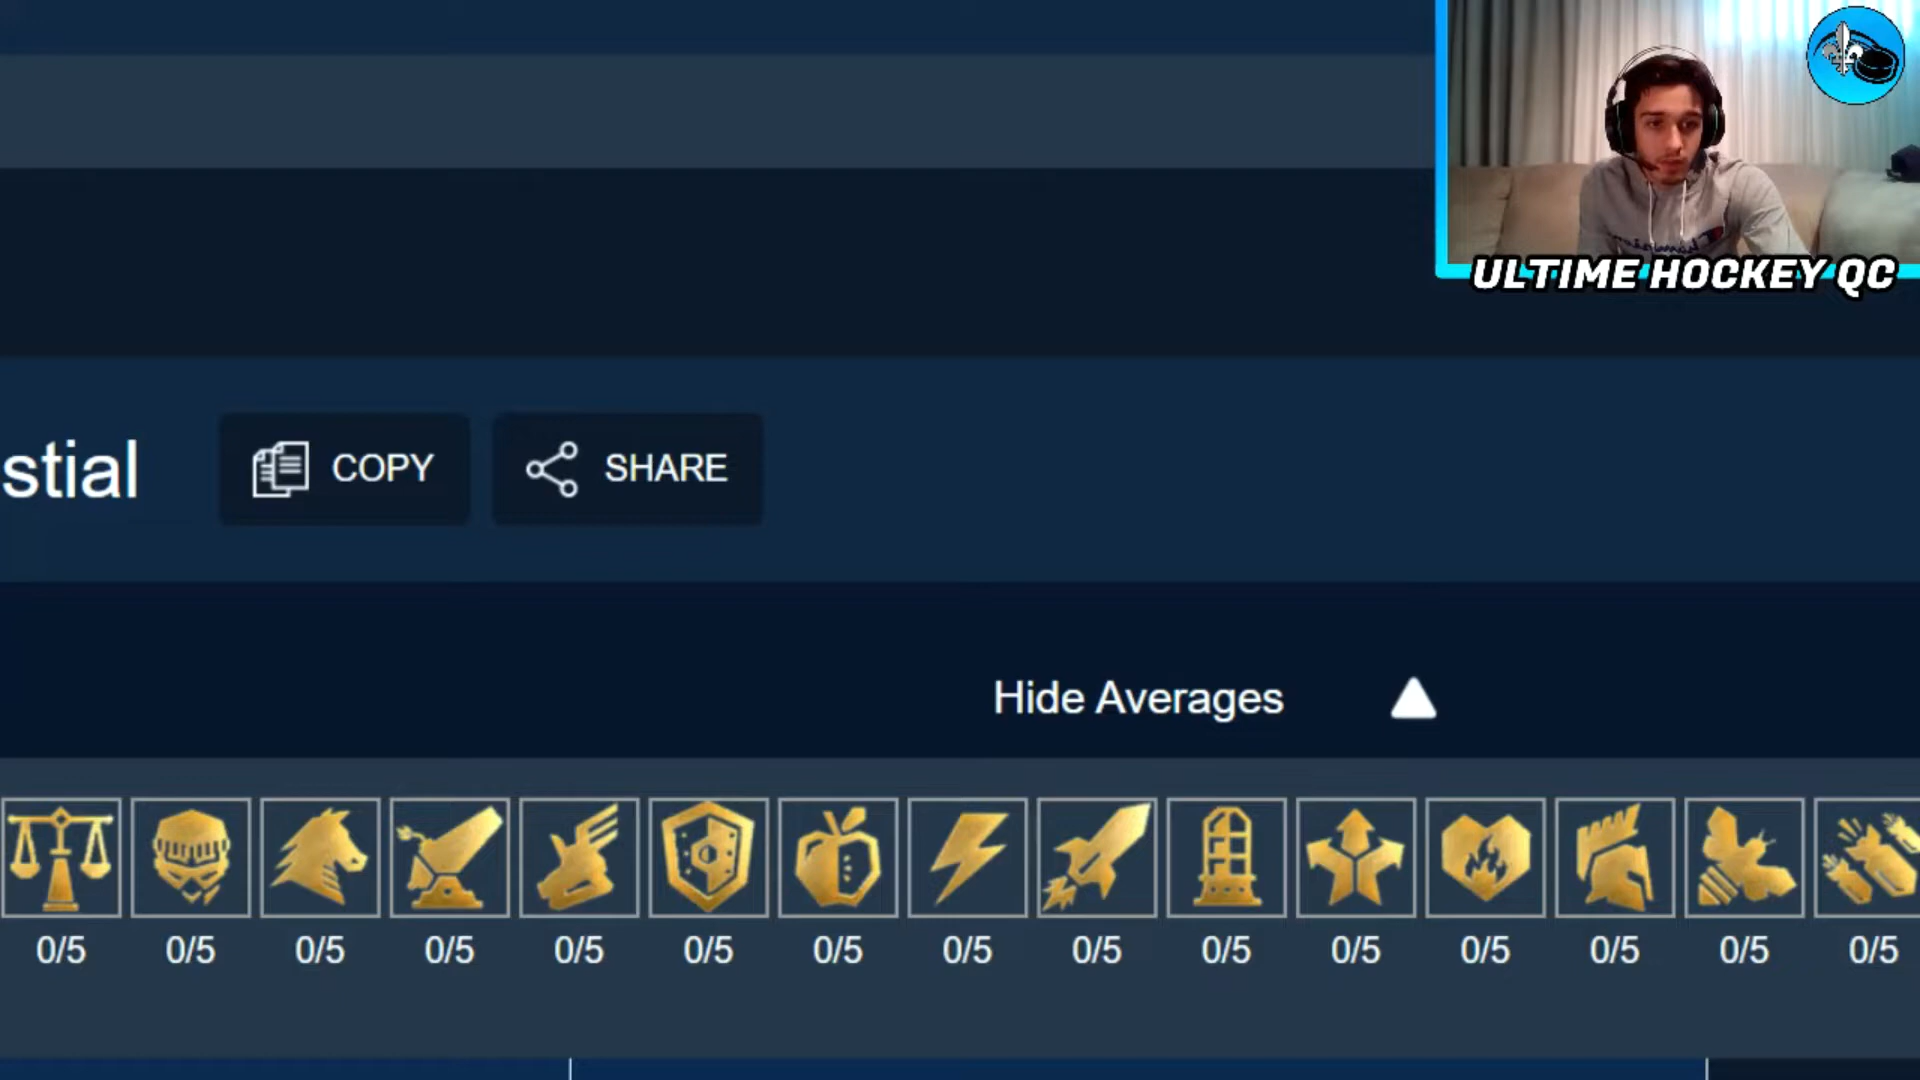 ULTIME HOCKEY QC
stial
COPY
SHARE
Hide Averages
0/5 0/5 0/5 0/5 0/5 0/5 0/5 0/5 0/5 0/5 0/5 0/5 0/5 0/5 0/5